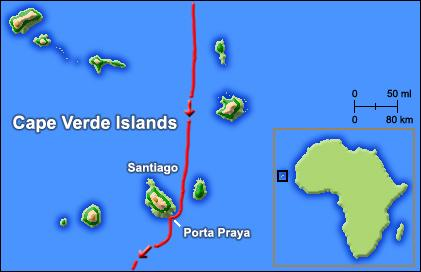 0 50 ml
0 80 km
Cape Verde Islands
Santiago
Porta Praya